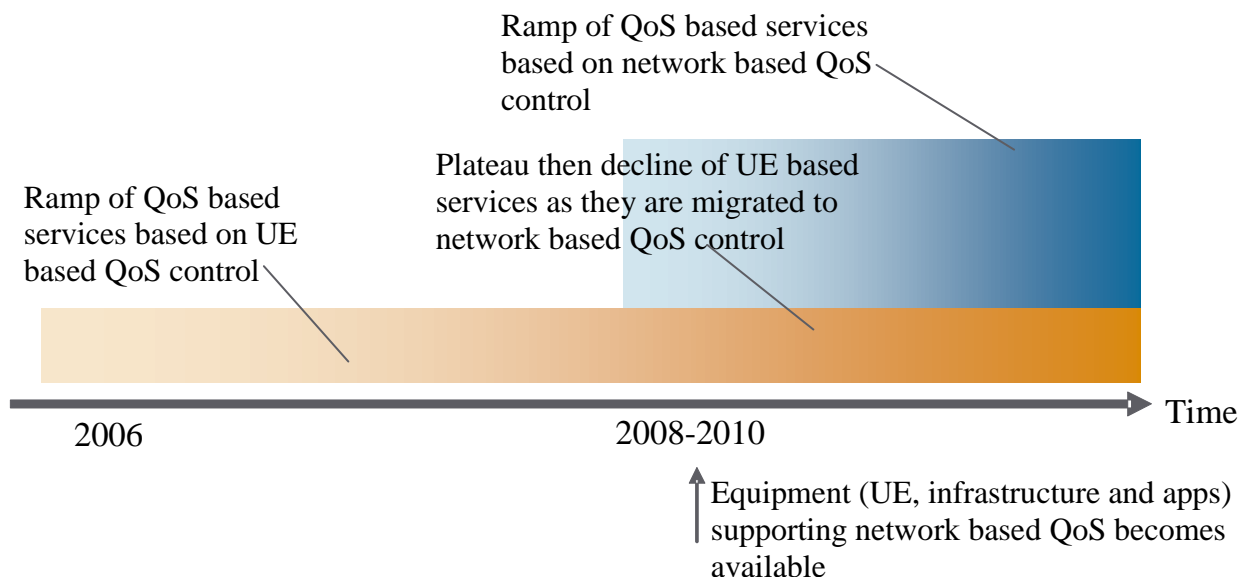 Ramp of QoS based services
based on network based QoS
control
Plateau then decline of UE based
services as they are migrated to
network based QoS control
Ramp of QoS based
services based on UE
based QoS control
Time
2006
2008-2010
Equipment (UE, infrastructure and apps)
supporting network based QoS becomes
available